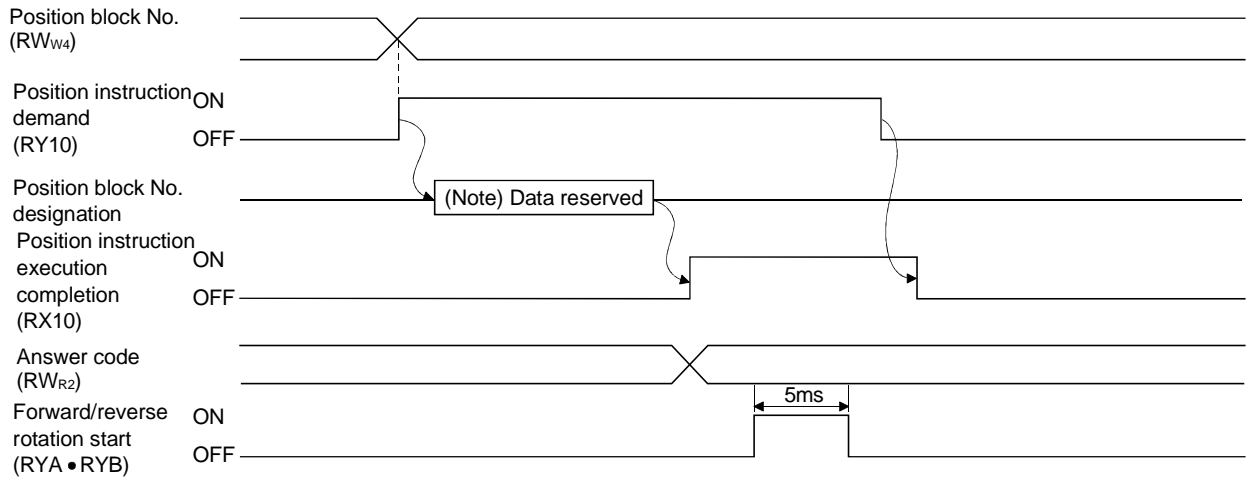 Position block No.
(RWW4)
Position instruction
demand
(RY10)
ON
OFF
Position block No.
designation
(Note) Data reserved
Position instruction
execution
completion
(RX10)
ON
OFF
Answer code
(RWR2)
5ms
Forward/reverse
rotation start
(RYA • RYB)
ON
OFF